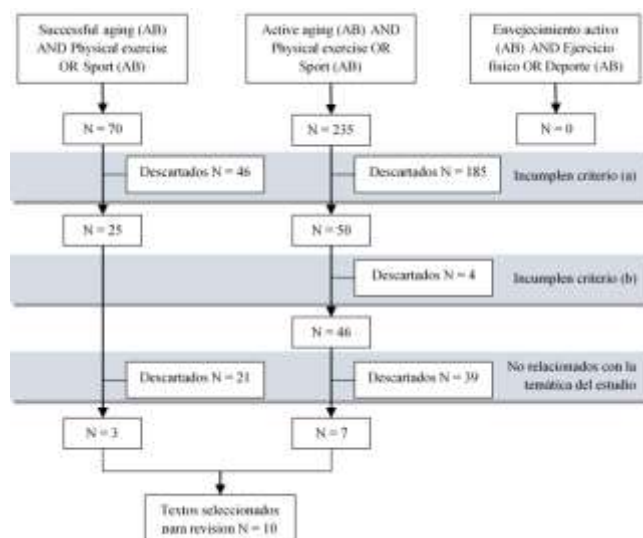 Successful aging (AB)
AND Physical exercise
OR Sport (AB)
Active aging (AB) AND
Physical exercise OR
Sport (AB)
Envejecimiento activo
(AB) AND Ejercicio
físico OR Deporte (AB)
N = 70
N = 235
N = 0
Descartados N = 46
Descartados N = 185
Incumplen criterio (a)
N = 25
N = 50
Descartados N = 4
Incumplen criterio (b)
N = 46
Descartados N = 21
Descartados N = 39
No relacionados con la
temática del estudio
N = 3
N = 7
Textos seleccionados
para revision N = 10